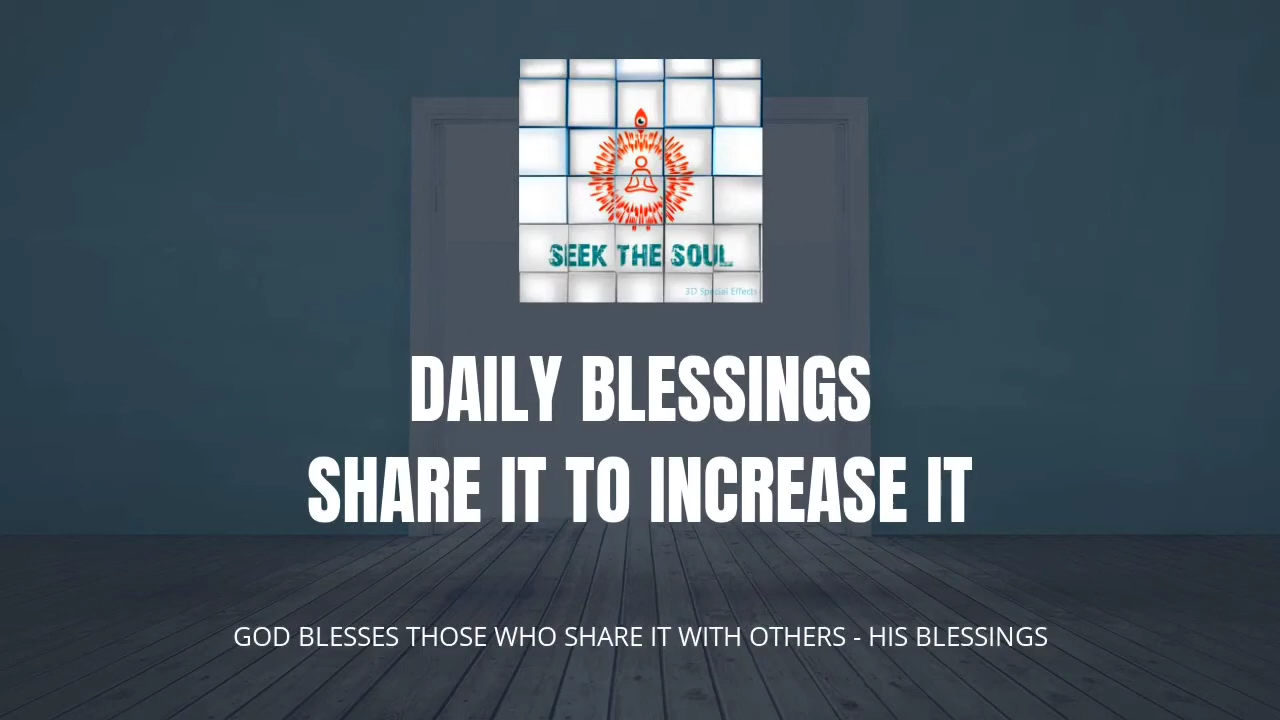 SEEK THE SOUL
3D Special Effects
DAILY BLESSINGS
SHARE IT TO INCREASE IT
GOD BLESSES THOSE WHO SHARE IT WITH OTHERS - HIS BLESSINGS